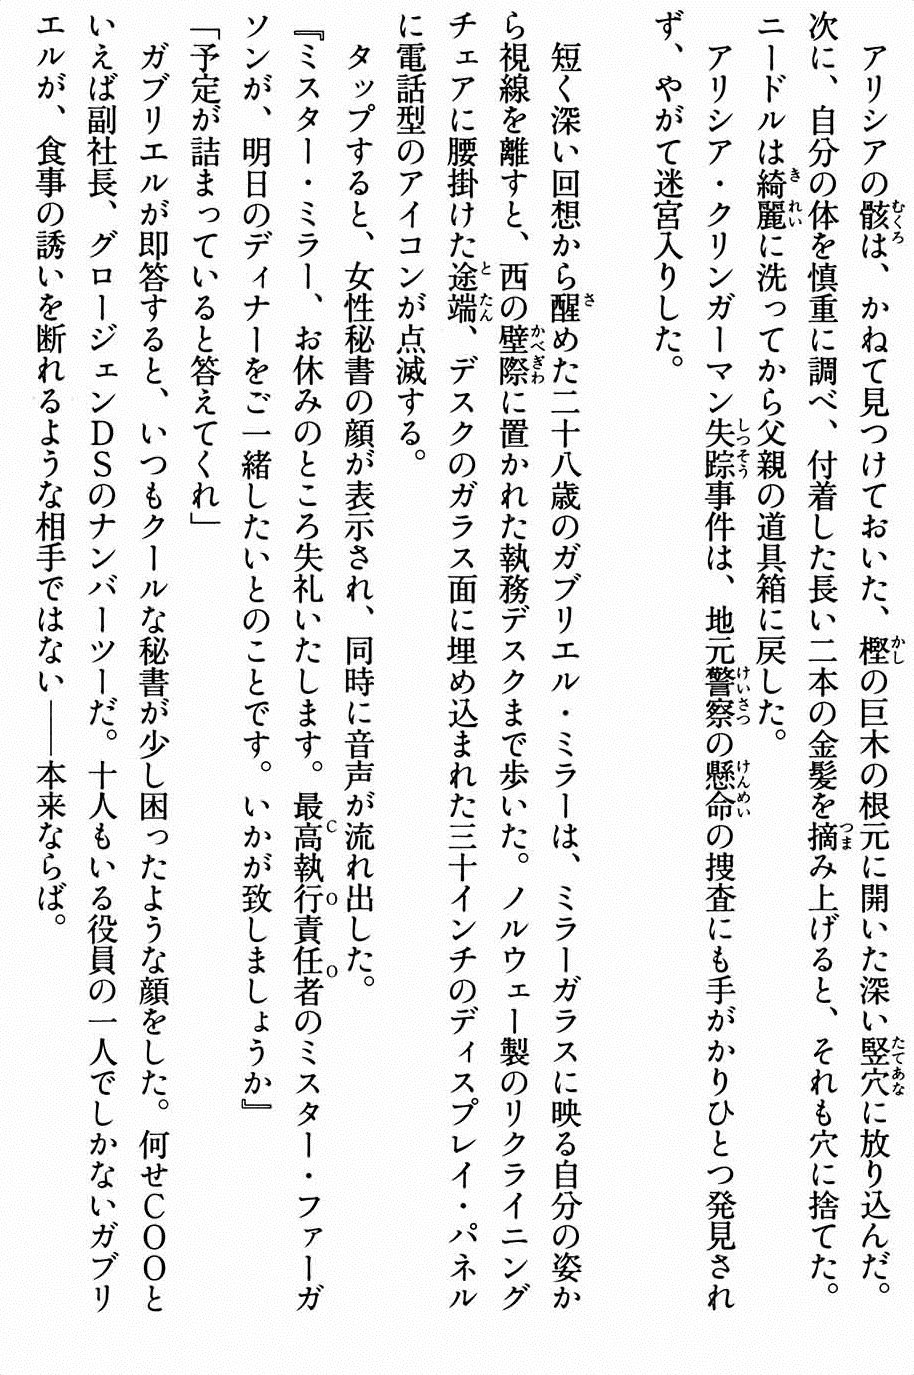 アリシアの骸は、かねて見つけておいた、樫の巨木の根元に開いた深い竪穴に放り込んだ。
次に、自分の体を慎重に調べ、付着した長い二本の金髪を摘み上げると、それも穴に捨てた。
ニードルは綺麗に洗ってから父親の道具箱に戻した。
アリシア・クリンガーマン失踪事件は、地元警察の懸命の捜査にも手がかりひとつ発見され
ず、やがて迷宮入りした。
短く深い回想から醒めた二十八歳のガブリエル・ミラーは、ミラーガラスに映る自分の姿か
ら視線を離すと、西の壁際に置かれた執務デスクまで歩いた。ノルウェー製のリクライニング
チェアに腰掛けた途端、デスクのガラス面に埋め込まれた三十インチのディスプレイ・パネル
に電話型のアイコンが点滅する。
タップすると、女性秘書の顔が表示され、同時に音声が流れ出した。
『ミスター・ミラー、お休みのところ失礼いたします。最高執行責任者のミスター・ファーガ
ソンが、明日のディナーをご一緒したいとのことです。いかが致しましょうか』
「予定が詰まっていると答えてくれ」
ガブリエルが即答すると、いつもクールな秘書が少し困ったような顔をした。何せＣＯＯと
いえば副社長、グロージェンＤＳのナンバーツーだ。十人もいる役員の一人でしかないガブリ
エルが、食事の誘いを断れるような相手ではない――本来ならば。